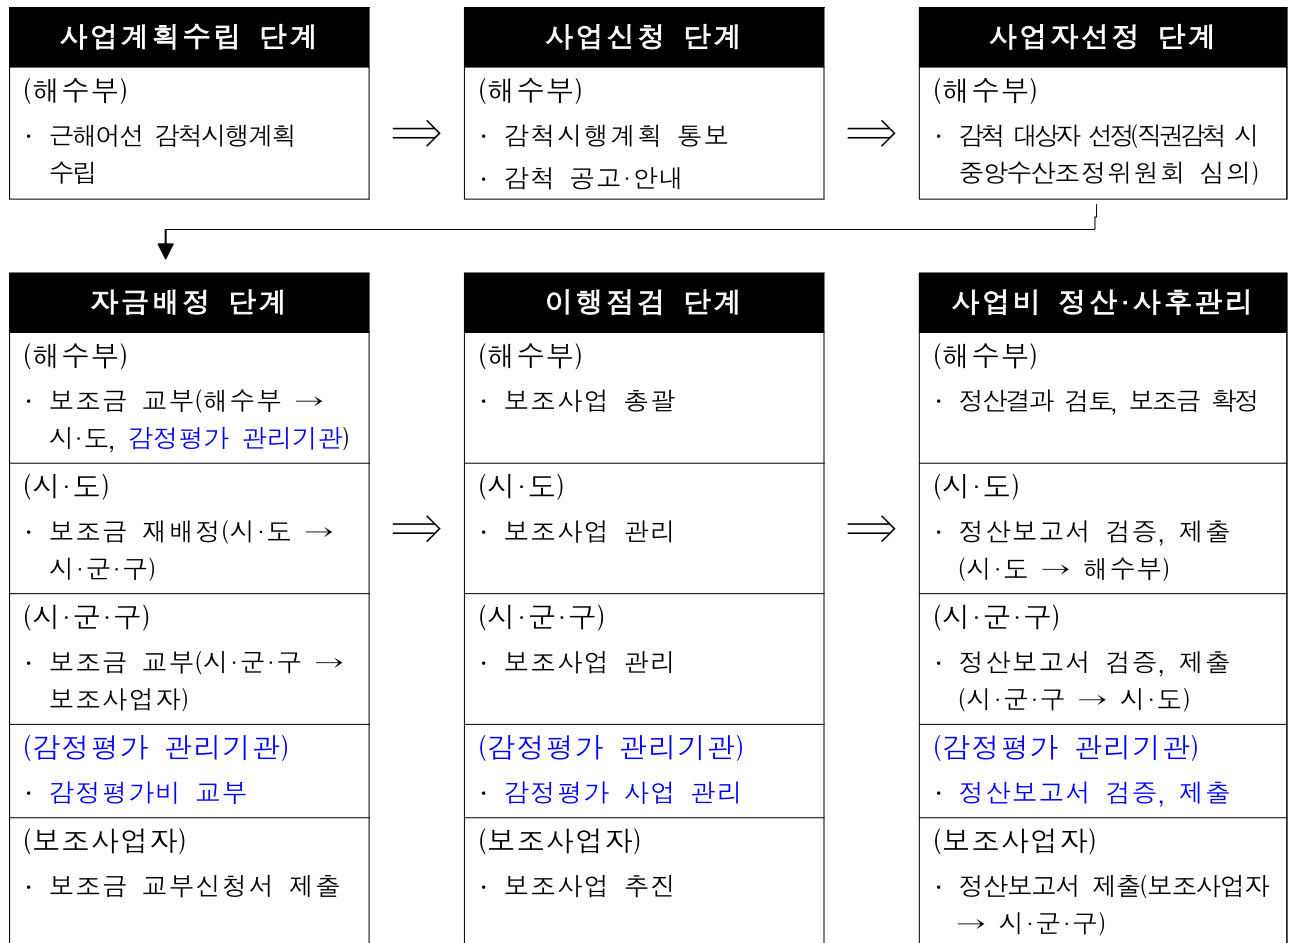 사업계획수립 단계
(해수부)
· 근해어선 감척시행계획
수립
⇒
사업신청 단계
(해수부)
· 감척시행계획 통보
· 감척 공고·안내
⇒
사업자선정 단계
(해수부)
· 감척 대상자 선정(직권감척 시
중앙수산조정위원회 심의)
자금배정 단계
(해수부)
· 보조금 교부(해수부 →
시·도, 감정평가 관리기관)
(시·도)
· 보조금 재배정(시·도 →
시·군·구)
(시·군·구)
· 보조금 교부(시·군·구 →
보조사업자)
(감정평가 관리기관)
· 감정평가비 교부
(보조사업자)
· 보조금 교부신청서 제출
⇒
이행점검 단계
(해수부)
· 보조사업 총괄
(시·도)
· 보조사업 관리
(시·군·구)
· 보조사업 관리
(감정평가 관리기관)
· 감정평가 사업 관리
(보조사업자)
· 보조사업 추진
⇒
사업비 정산·사후관리
(해수부)
· 정산결과 검토, 보조금 확정
(시·도)
· 정산보고서 검증, 제출
(시·도 → 해수부)
(시·군·구)
· 정산보고서 검증, 제출
(시·군·구 → 시·도)
(감정평가 관리기관)
· 정산보고서 검증, 제출
(보조사업자)
· 정산보고서 제출(보조사업자
→ 시·군·구)